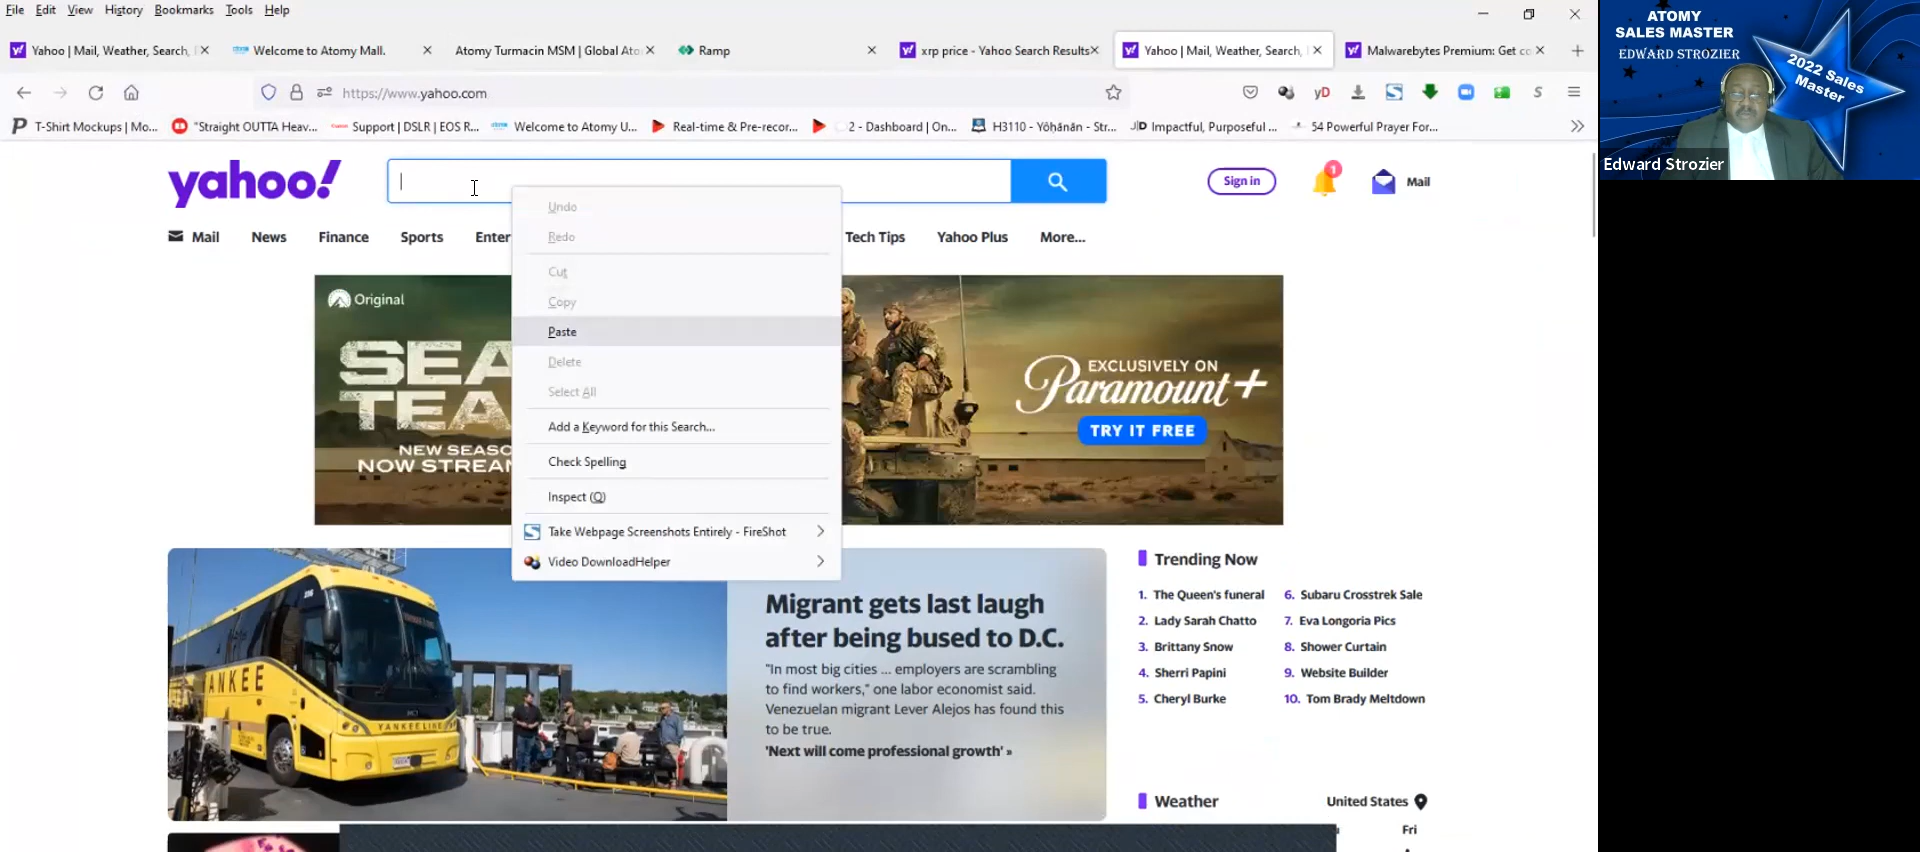 File Edit View History Bookmarks Tools Help
Yahoo | Mail, Weather, Search,
Welcome to Atomy Mall.
Atomy Turmacin MSM | Global Ato
Ramp
xrp price - Yahoo Search Results
Yahoo | Mail, Weather, Search,
Malwarebytes Premium: Get co
https://www.yahoo.com
T-Shirt Mockups | Mo...
"Straight OUTTA Heav...
Support | DSLR | EOS R...
Welcome to Atomy U...
Real-time & Pre-recor...
2 - Dashboard | On...
H3110 - Yôḥānān - Str...
Impactful, Purposeful ...
54 Powerful Prayer For...
yahoo!
Sign in
1
Mail
Mail News Finance Sports Enter
Tech Tips Yahoo Plus More...
Undo
Redo
Cut
Copy
Paste
Delete
Select All
Add a Keyword for this Search...
Check Spelling
Inspect (Q)
Take Webpage Screenshots Entirely - FireShot
Video DownloadHelper
Original
SEA
TEA
NEW SEASO
NOW STREAM
EXCLUSIVELY ON
Paramount+
TRY IT FREE
YANKEE
YANKEE LINE
Migrant gets last laugh
after being bused to D.C.
"In most big cities ... employers are scrambling
to find workers," one labor economist said.
Venezuelan migrant Lever Alejos has found this
to be true.
'Next will come professional growth' »
Trending Now
1. The Queen's funeral
2. Lady Sarah Chatto
3. Brittany Snow
4. Sherri Papini
5. Cheryl Burke
6. Subaru Crosstrek Sale
7. Eva Longoria Pics
8. Shower Curtain
9. Website Builder
10. Tom Brady Meltdown
Weather
United States
Fri
ATOMY
SALES MASTER
EDWARD STROZIER
2022 Sales
Master
Edward Strozier